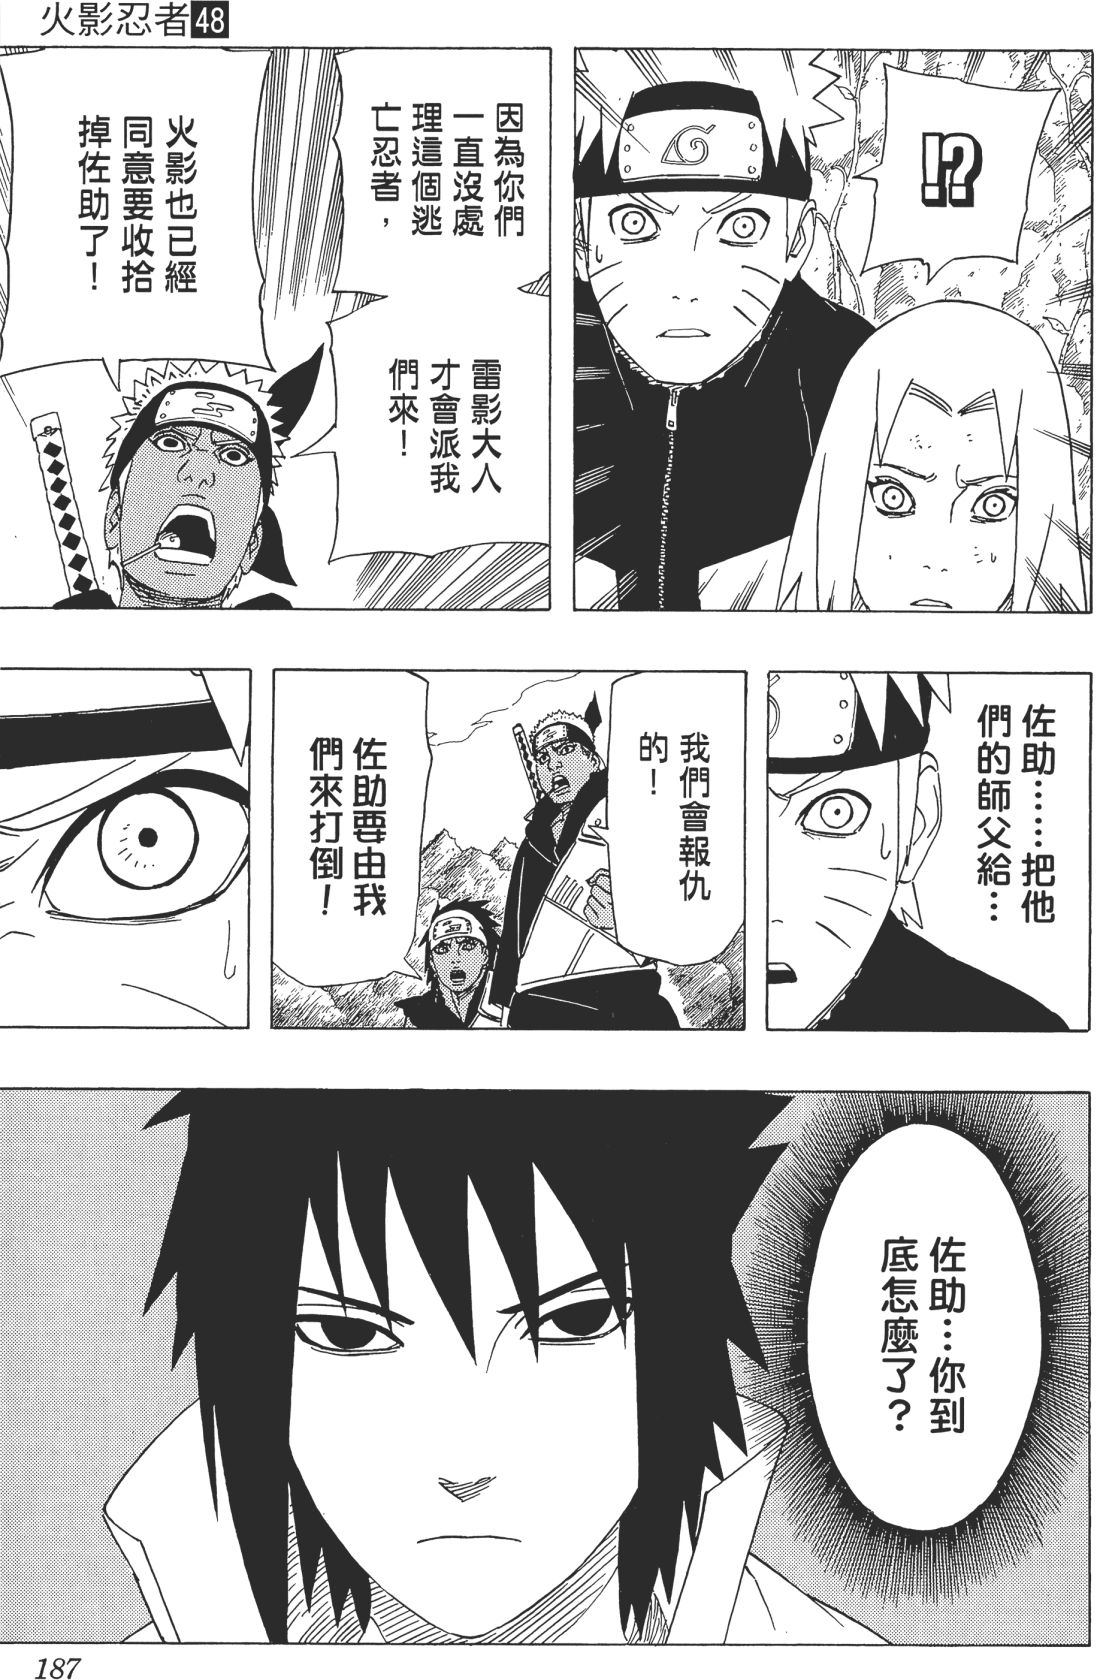 火影忍者48
!?
因為你們
一直沒處
理這個逃
亡忍者，
雷影大人
才會派我
們來！
火影也已經
同意要收拾
掉佐助了！
佐助……把他
們的師父給…
我們會報仇
的！
佐助要由我
們來打倒！
佐助…你到
底怎麼了？
187